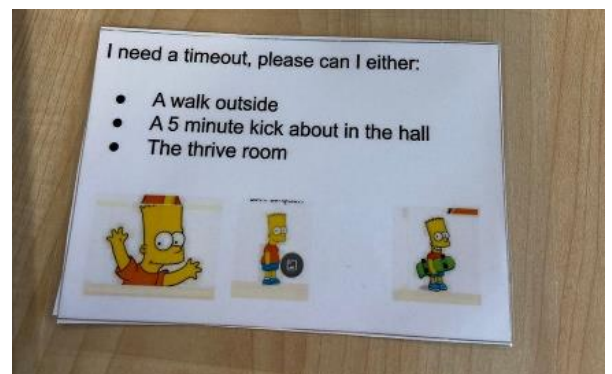 I need a timeout, please can I either:
● A walk outside
● A 5 minute kick about in the hall
● The thrive room